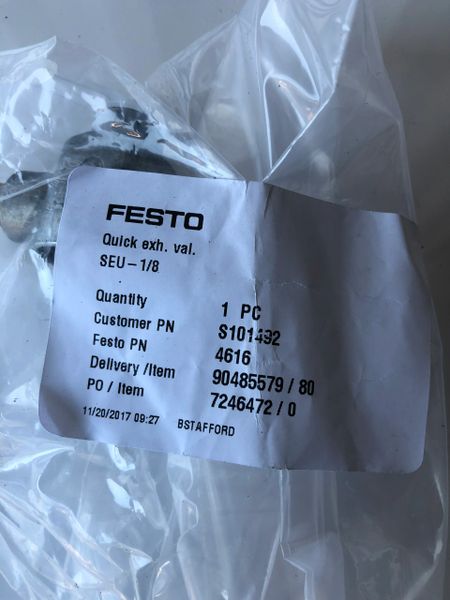 FESTO
Quick exh. val.
SEU-1/8
Quantity 1 PC
Customer PN S101492
Festo PN 4616
Delivery /Item 90485579 / 80
PO / Item 7246472 / 0
11/20/2017 09:27 BSTAFFORD